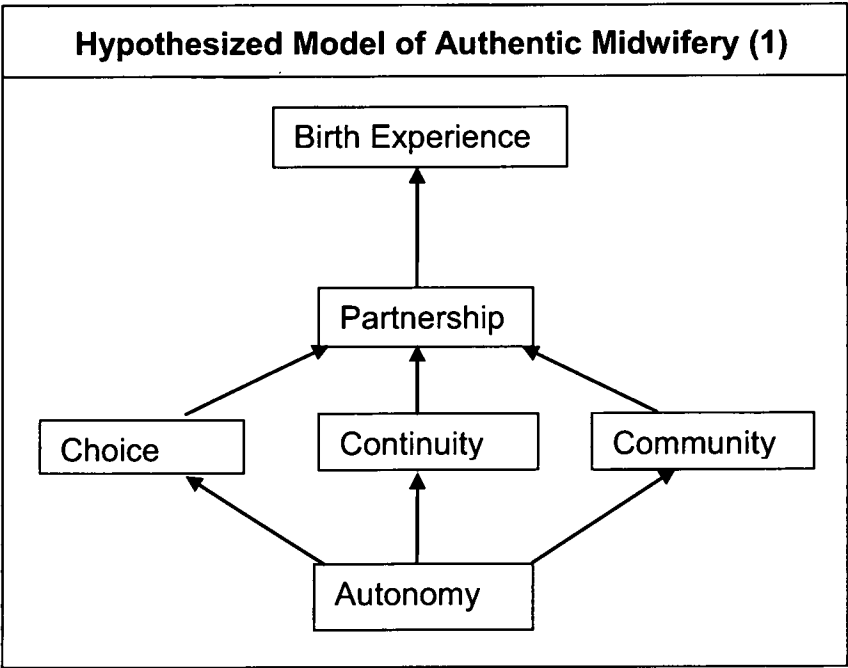 Hypothesized Model of Authentic Midwifery (1)
Birth Experience
Partnership
Choice
Continuity
Community
Autonomy